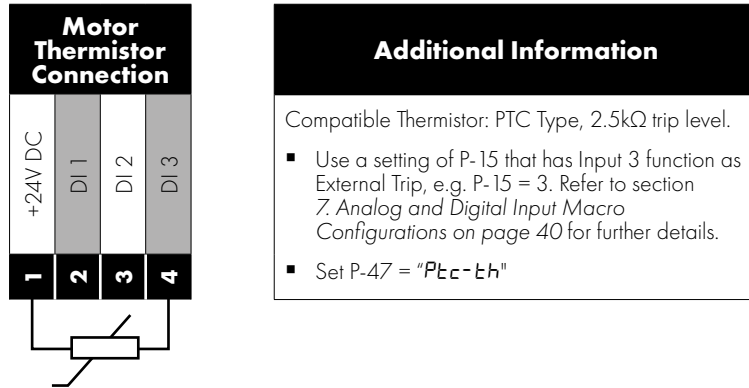 Motor
Thermistor
Connection
+24V DC
DI 1
DI 2
DI 3
1
2
3
4
Additional Information
Compatible Thermistor: PTC Type, 2.5kΩ trip level.
▪ Use a setting of P-15 that has Input 3 function as
External Trip, e.g. P-15 = 3. Refer to section
7. Analog and Digital Input Macro
Configurations on page 40 for further details.
▪ Set P-47 = “Ptc-th"